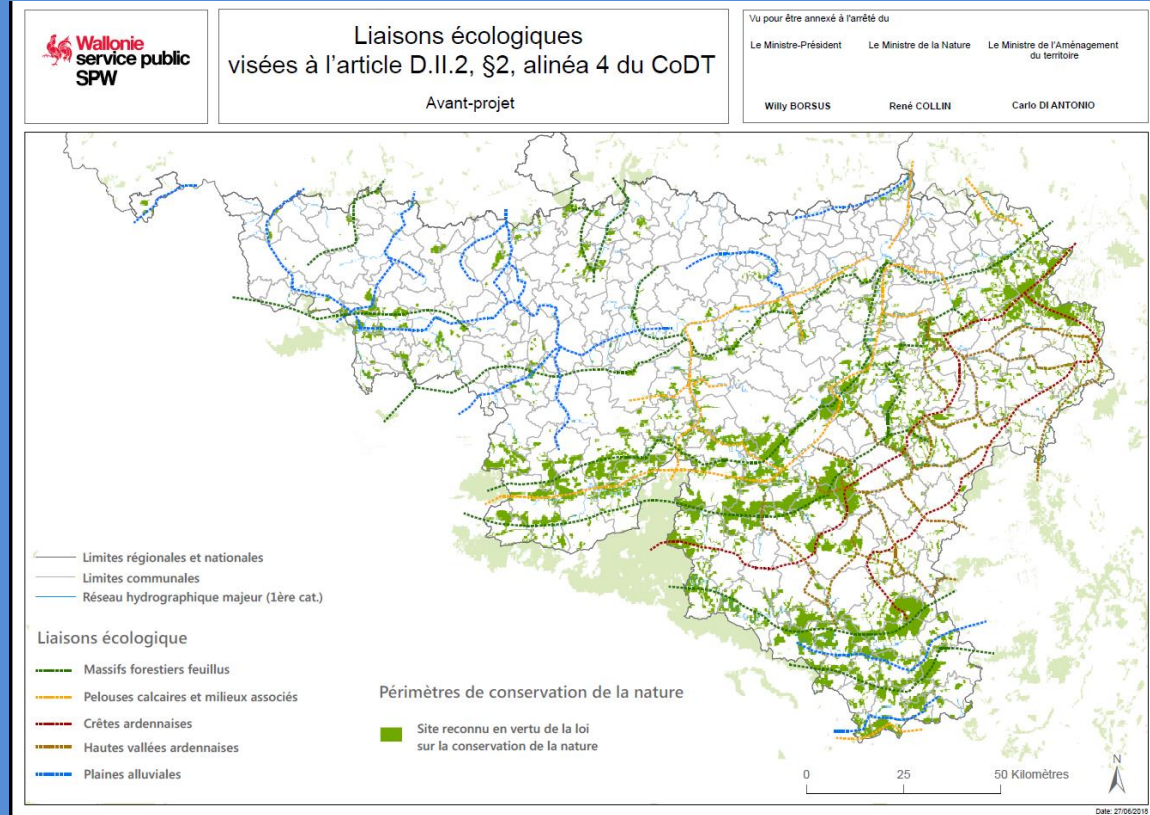 Wallonie
service public
SPW
Liaisons écologiques
visées à l'article D.II.2, §2, alinéa 4 du CoDT
Avant-projet
Vu pour être annexé à l'arrêté du
Le Ministre-Président
Le Ministre de la Nature
Le Ministre de l'Aménagement
du territoire
Willy BORSUS
René COLLIN
Carlo DI ANTONIO
Limites régionales et nationales
Limites communales
Réseau hydrographique majeur (1ère cat.)
Liaisons écologique
Massifs forestiers feuillus
Pelouses calcaires et milieux associés
Crêtes ardennaises
Hautes vallées ardennaises
Plaines alluviales
Périmètres de conservation de la nature
Site reconnu en vertu de la loi
sur la conservation de la nature
0 25 50 Kilomètres
N
Date: 27/06/2018